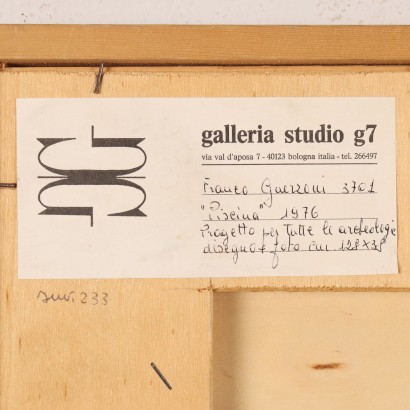 galleria studio g7
via val d'aposa 7 - 40123 bologna italia - tel. 266497
Franco Guerzoni 3701
"Piscina" 1976
Progetto per tutte le archeologie
disegno e foto cm. 128x38
inv. 233